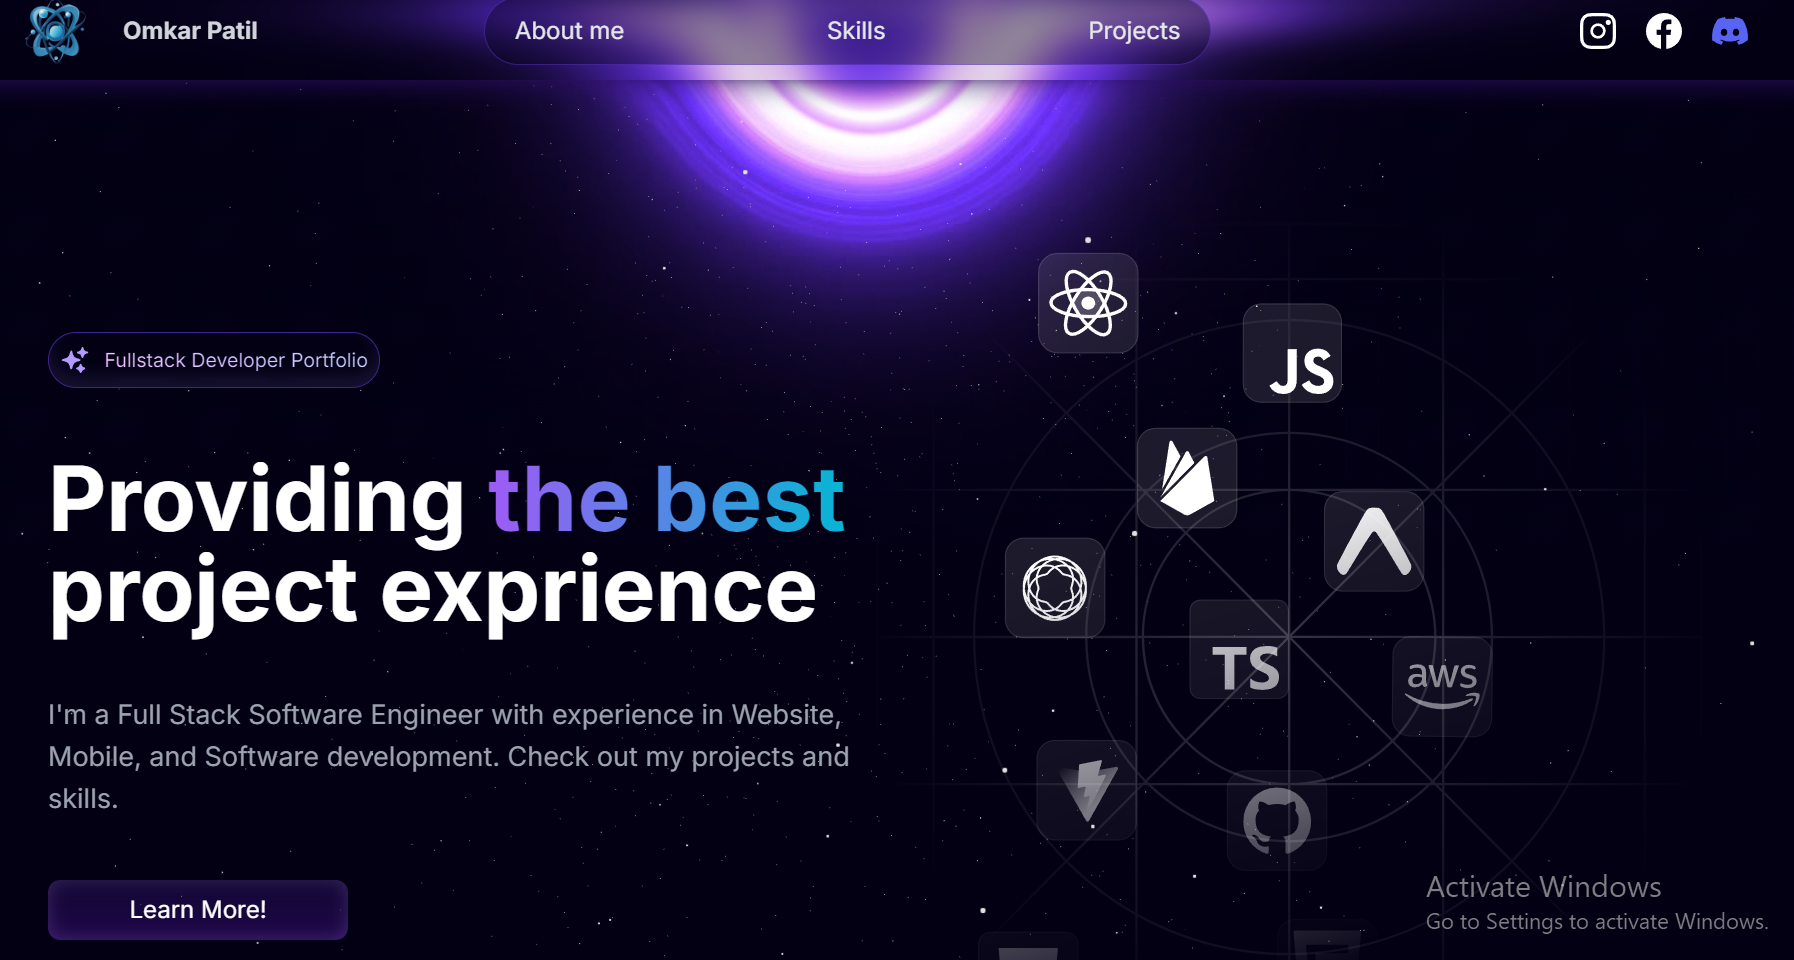 Omkar Patil
About me
Skills
Projects
Fullstack Developer Portfolio
Providing the best
project exprience
I'm a Full Stack Software Engineer with experience in Website,
Mobile, and Software development. Check out my projects and
skills.
Learn More!
JS
TS
aws
Activate Windows
Go to Settings to activate Windows.